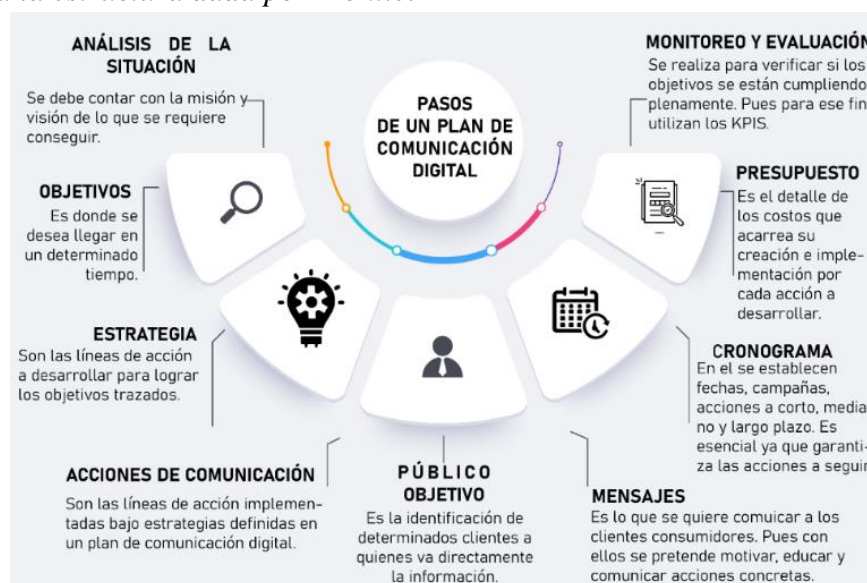 ANÁLISIS DE LA
SITUACIÓN
Se debe contar con la misión y
visión de lo que se requiere
conseguir.
OBJETIVOS
Es donde se
desea llegar en
un determinado
tiempo.
ESTRATEGIA
Son las líneas de acción
a desarrollar para lograr
los objetivos trazados.
ACCIONES DE COMUNICACIÓN
Son las líneas de acción implemen-
tadas bajo estrategias definidas en
un plan de comunicación digital.
PASOS
DE UN PLAN DE
COMUNICACIÓN
DIGITAL
PÚBLICO
OBJETIVO
Es la identificación de
determinados clientes a
quienes va directamente
la información.
MENSAJES
Es lo que se quiere comuicar a los
clientes consumidores. Pues con
ellos se pretende motivar, educar y
comunicar acciones concretas.
CRONOGRAMA
En el se establecen
fechas, campañas,
acciones a corto, media-
no y largo plazo. Es
esencial ya que garanti-
za las acciones a seguir
PRESUPUESTO
Es el detalle de
los costos que
acarrea su
creación e imple-
mentación por
cada acción a
desarrollar.
MONITOREO Y EVALUACIÓN
Se realiza para verificar si los
objetivos se están cumpliendo
plenamente. Pues para ese fin
utilizan los KPIS.